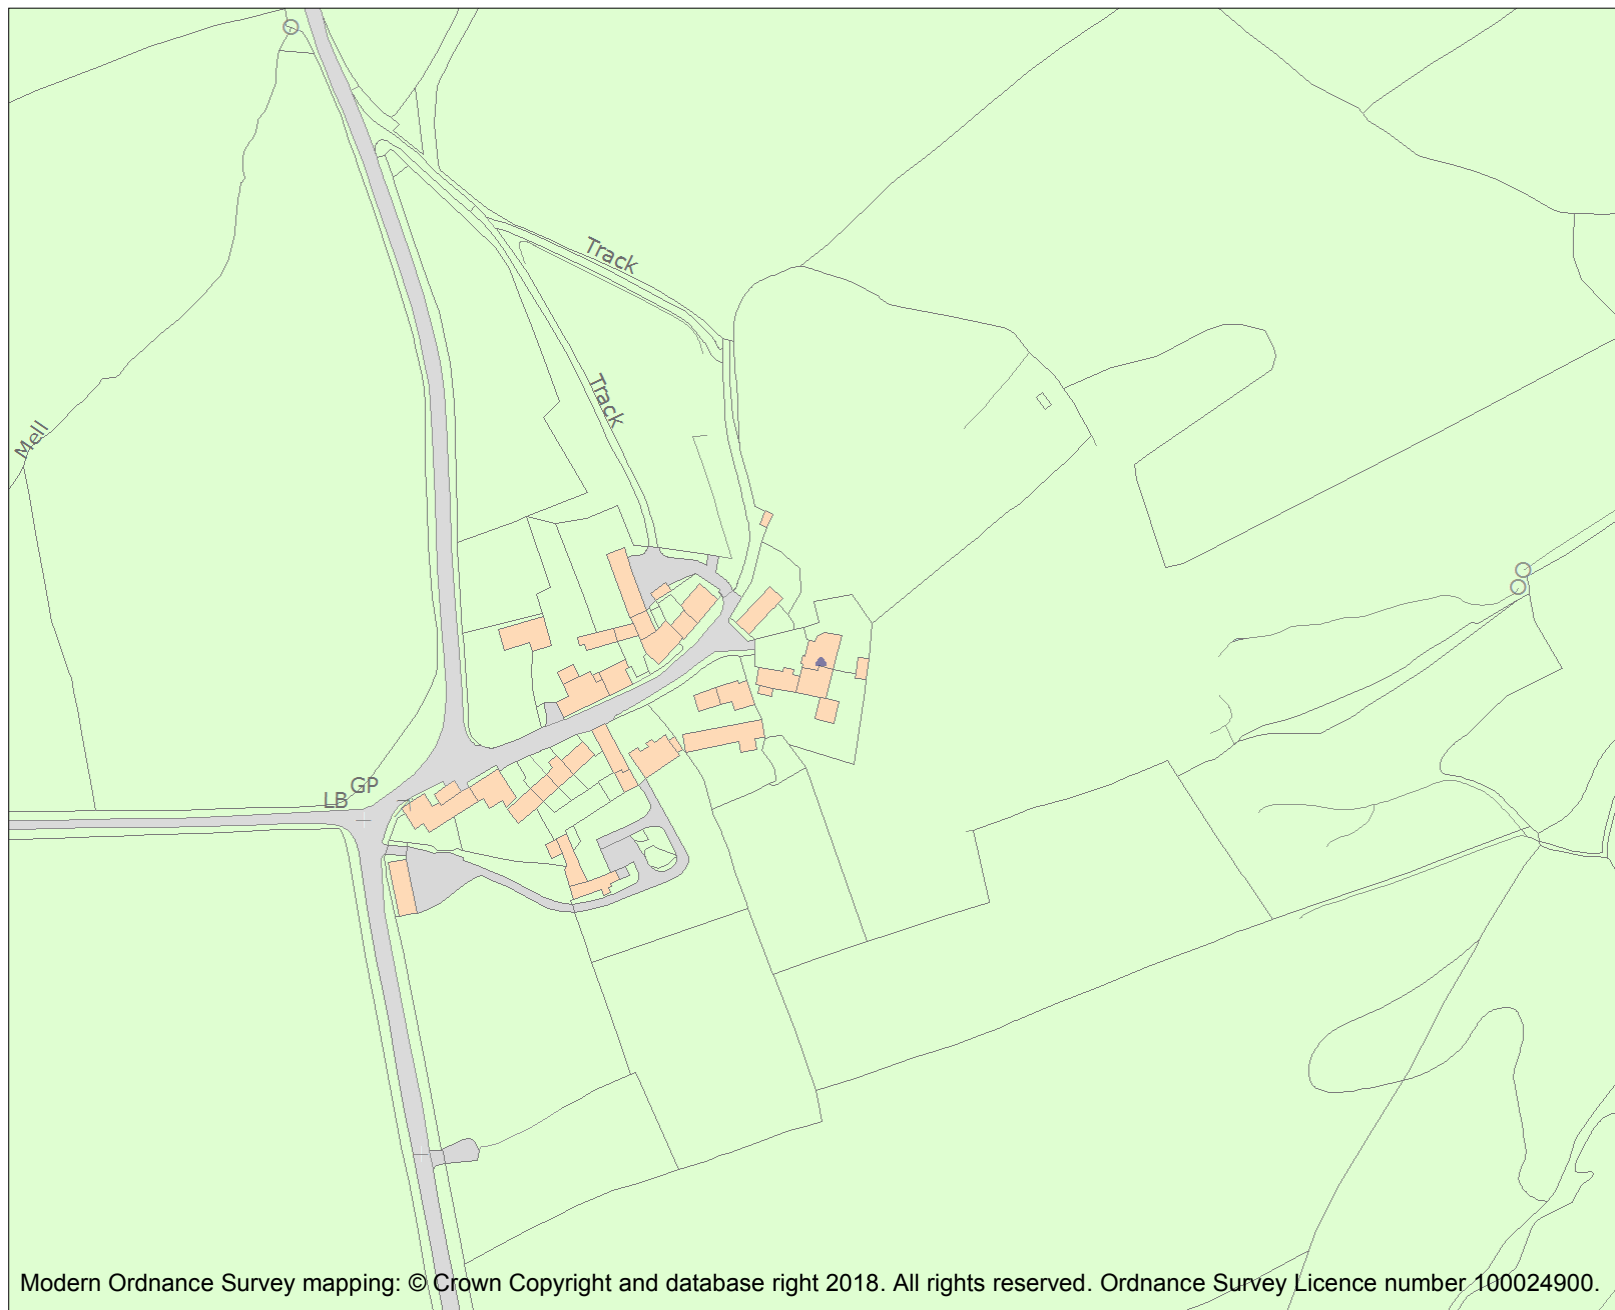 Track
Track
Mell
GP
LB
Modern Ordnance Survey mapping: © Crown Copyright and database right 2018. All rights reserved. Ordnance Survey Licence number 100024900.